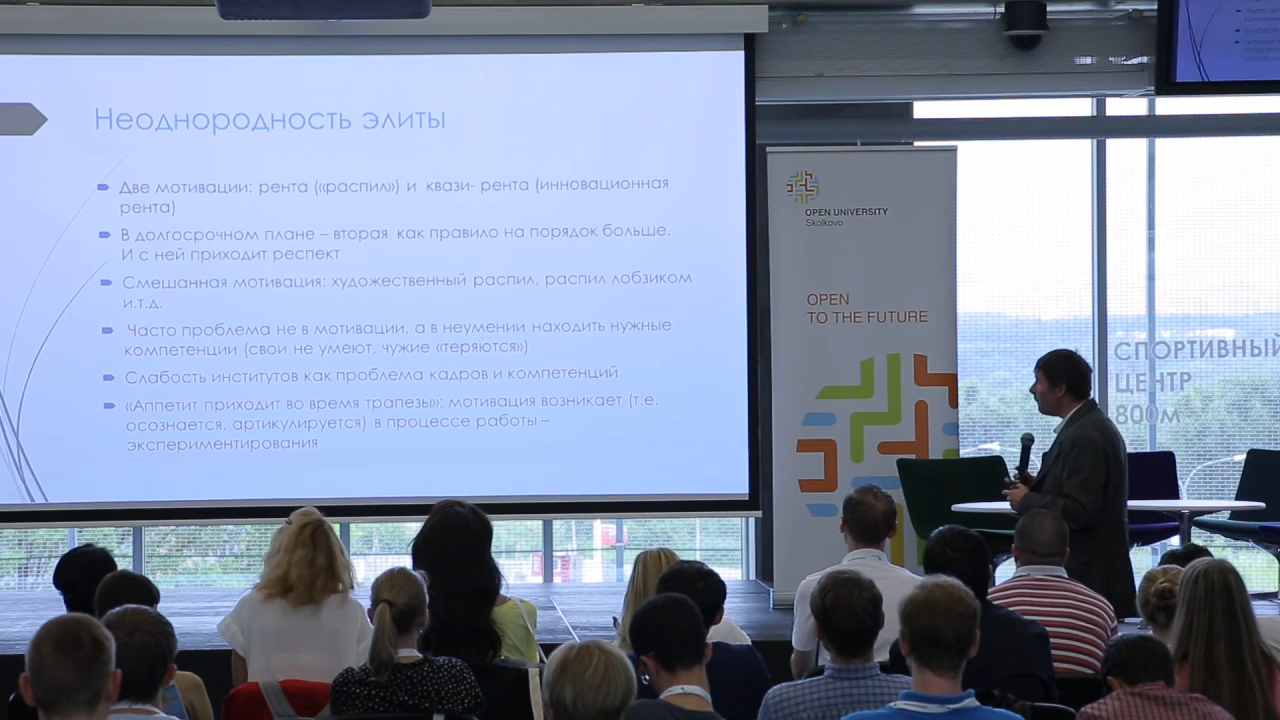 Неоднородность элиты
Две мотивации: рента («распил») и квази- рента (инновационная
рента)
В долгосрочном плане – вторая как правило на порядок больше.
И с ней приходит респект
Смешанная мотивация: художественный распил, распил лобзиком
и.т.д.
Часто проблема не в мотивации, а в неумении находить нужные
компетенции (свои не умеют, чужие «теряются»)
Слабость институтов как проблема кадров и компетенций
«Аппетит приходит во время трапезы»: мотивация возникает (т.е.
осознается, артикулируется) в процессе работы –
экспериментирования
OPEN UNIVERSITY
Skolkovo
OPEN
TO THE FUTURE
СПОРТИВНЫЙ
ЦЕНТР
800м